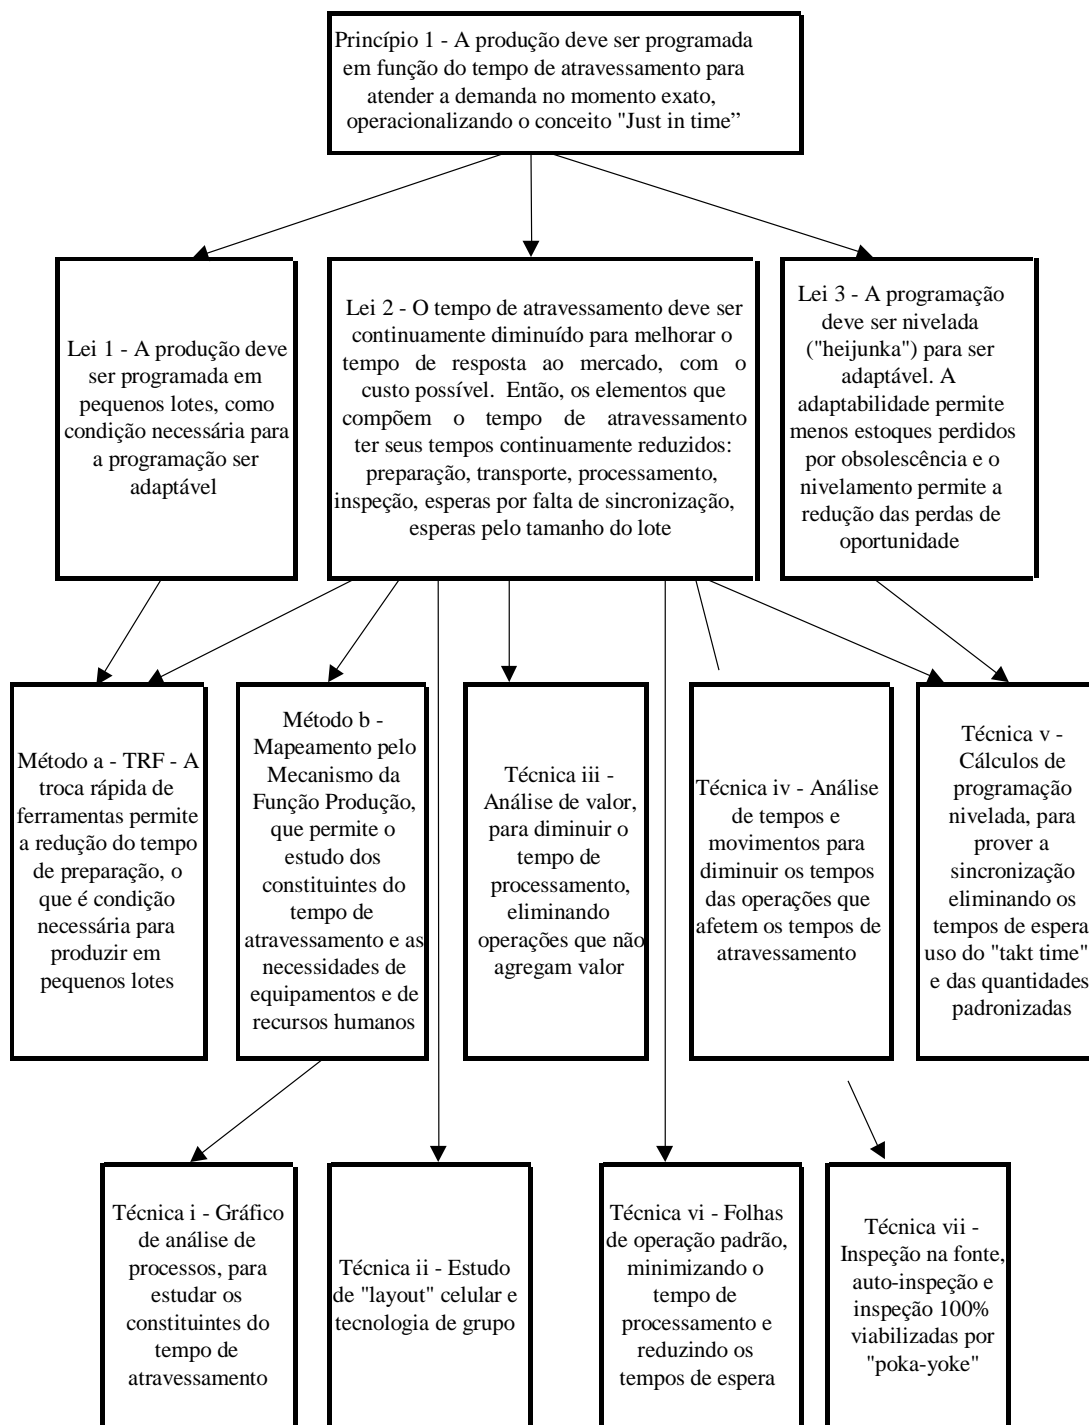 Princípio 1 - A produção deve ser programada
em função do tempo de atravessamento para
atender a demanda no momento exato,
operacionalizando o conceito "Just in time”
Lei 1 - A produção deve
ser programada em
pequenos lotes, como
condição necessária para
a programação ser
adaptável
Lei 2 - O tempo de atravessamento deve ser
continuamente diminuído para melhorar o
tempo de resposta ao mercado, com o
custo possível. Então, os elementos que
compõem o tempo de atravessamento
ter seus tempos continuamente reduzidos:
preparação, transporte, processamento,
inspeção, esperas por falta de sincronização,
esperas pelo tamanho do lote
Lei 3 - A programação
deve ser nivelada
("heijunka") para ser
adaptável. A
adaptabilidade permite
menos estoques perdidos
por obsolescência e o
nivelamento permite a
redução das perdas de
oportunidade
Método a - TRF - A
troca rápida de
ferramentas permite
a redução do tempo
de preparação, o
que é condição
necessária para
produzir em
pequenos lotes
Método b -
Mapeamento pelo
Mecanismo da
Função Produção,
que permite o
estudo dos
constituintes do
tempo de
atravessamento e as
necessidades de
equipamentos e de
recursos humanos
Técnica iii -
Análise de valor,
para diminuir o
tempo de
processamento,
eliminando
operações que não
agregam valor
Técnica iv - Análise
de tempos e
movimentos para
diminuir os tempos
das operações que
afetem os tempos de
atravessamento
Técnica v -
Cálculos de
programação
nivelada, para
prover a
sincronização
eliminando os
tempos de espera
uso do "takt time"
e das quantidades
padronizadas
Técnica i - Gráfico
de análise de
processos, para
estudar os
constituintes do
tempo de
atravessamento
Técnica ii - Estudo
de "layout" celular e
tecnologia de grupo
Técnica vi - Folhas
de operação padrão,
minimizando o
tempo de
processamento e
reduzindo os
tempos de espera
Técnica vii -
Inspeção na fonte,
auto-inspeção e
inspeção 100%
viabilizadas por
"poka-yoke"